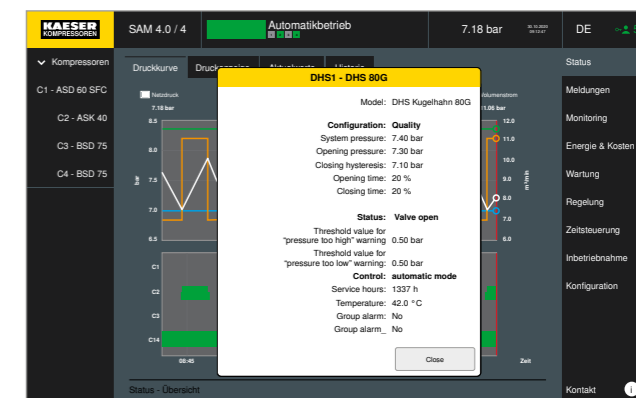 KAESER
KOMPRESSOREN
SAM 4.0 / 4
Automatikbetrieb
7.18 bar
DE
Kompressoren
C1 - ASD 60 SFC
C2 - ASK 40
C3 - BSD 75
C4 - BSD 75
Druckkurve
Netzdruck
7.18 bar
11.05 bar
8.5
8.0
7.5
7.0
6.5
bar
12.0
11.0
10.0
9.0
8.0
7.0
6.0
m³/min
C1
C2
C3
C14
08:45
Zeit
DHS1 - DHS 80G
Model: DHS Kugelhahn 80G
Configuration: Quality
System pressure: 7.40 bar
Opening pressure: 7.30 bar
Closing hysteresis: 7.10 bar
Opening time: 20 %
Closing time: 20 %
Status: Valve open
Threshold value for
“pressure too high” warning 0.50 bar
Threshold value for
“pressure too low” warning: 0.50 bar
Control: automatic mode
Service hours: 1337 h
Temperature: 42.0 °C
Group alarm: No
Group alarm_ No
Close
Status
Meldungen
Monitoring
Energie & Kosten
Wartung
Regelung
Zeitsteuerung
Inbetriebnahme
Konfiguration
Status - Übersicht
Kontakt i